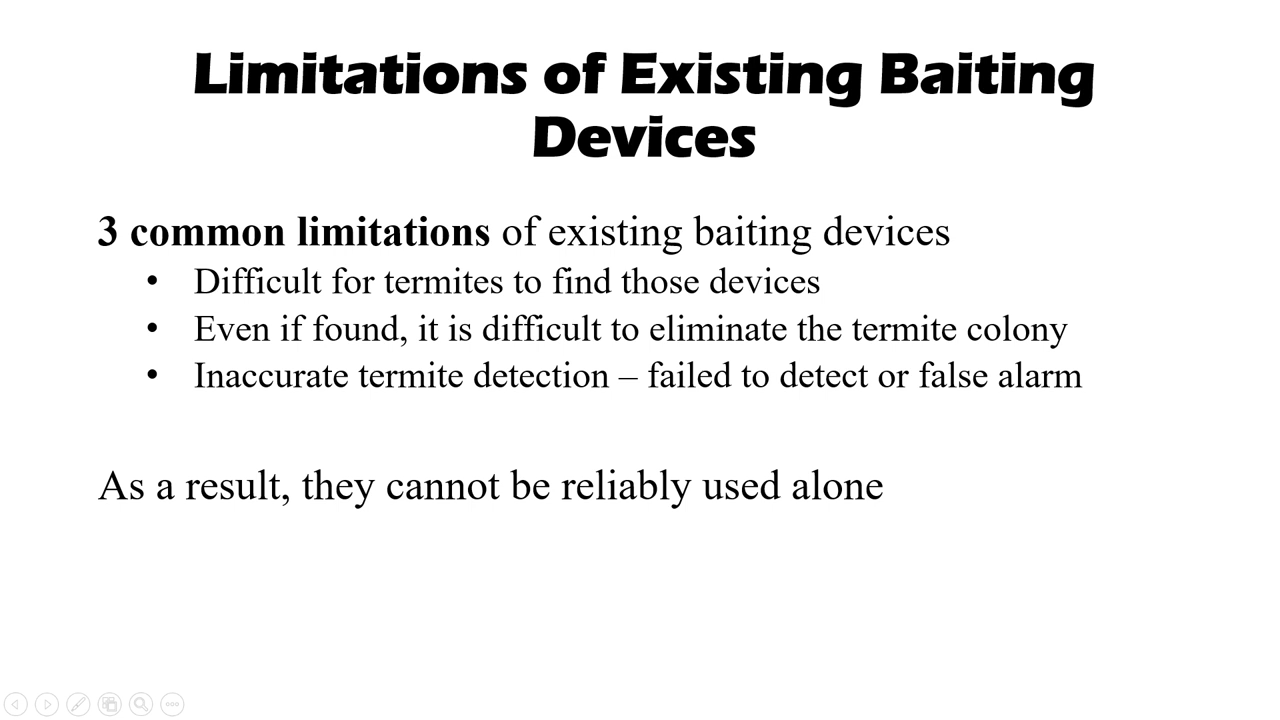 Limitations of Existing Baiting
Devices
3 common limitations of existing baiting devices
• Difficult for termites to find those devices
• Even if found, it is difficult to eliminate the termite colony
• Inaccurate termite detection – failed to detect or false alarm
As a result, they cannot be reliably used alone